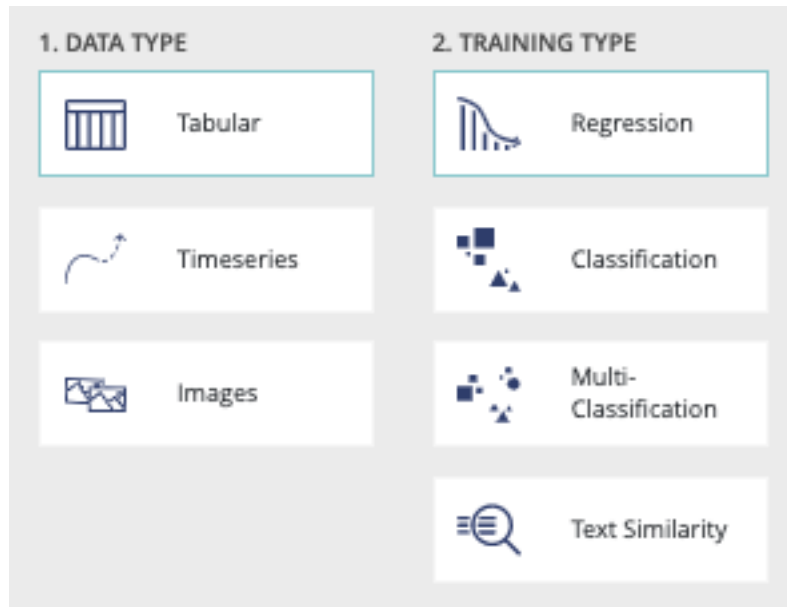 1. DATA TYPE
Tabular
Timeseries
Images
2. TRAINING TYPE
Regression
Classification
Multi-
Classification
Text Similarity